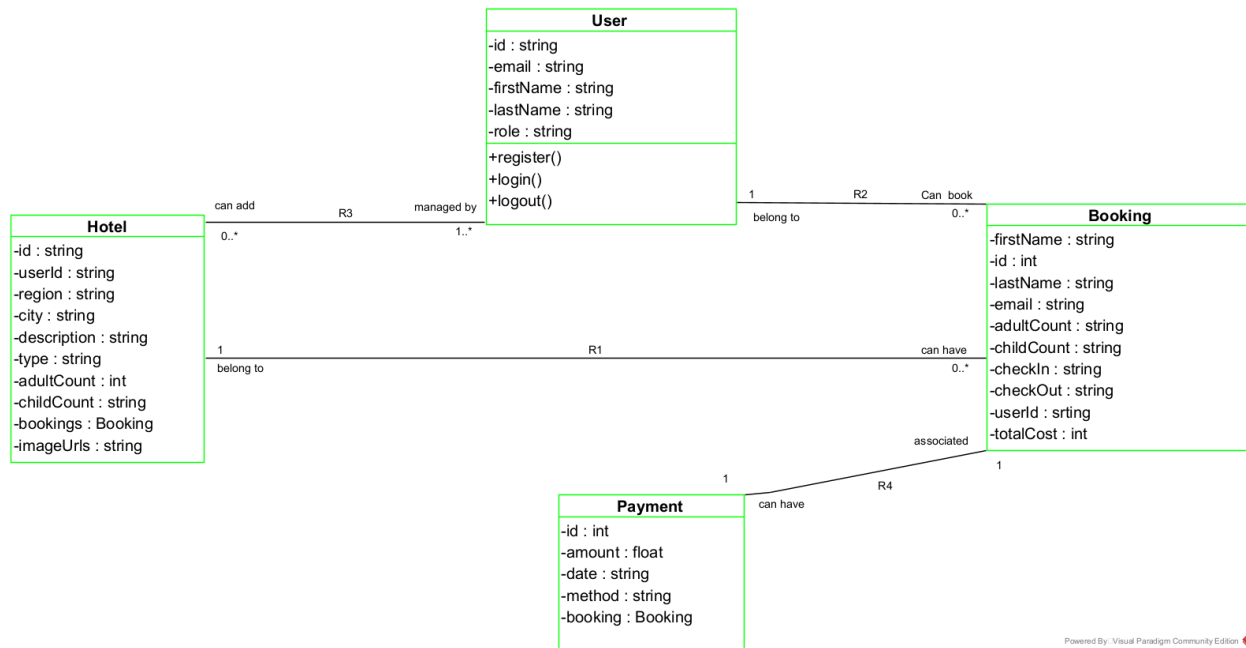 User
-id : string
-email : string
-firstName : string
-lastName : string
-role : string
+register()
+login()
+logout()
can add
R3
managed by
0..*
1..*
1
R2
Can book
belong to
0..*
Hotel
-id : string
-userId : string
-region : string
-city : string
-description : string
-type : string
-adultCount : int
-childCount : string
-bookings : Booking
-imageUrls : string
Booking
-firstName : string
-id : int
-lastName : string
-email : string
-adultCount : string
-childCount : string
-checkIn : string
-checkOut : string
-userId : srting
-totalCost : int
1
R1
can have
belong to
0..*
associated
1
1
R4
can have
Payment
-id : int
-amount : float
-date : string
-method : string
-booking : Booking
Powered By Visual Paradigm Community Edition